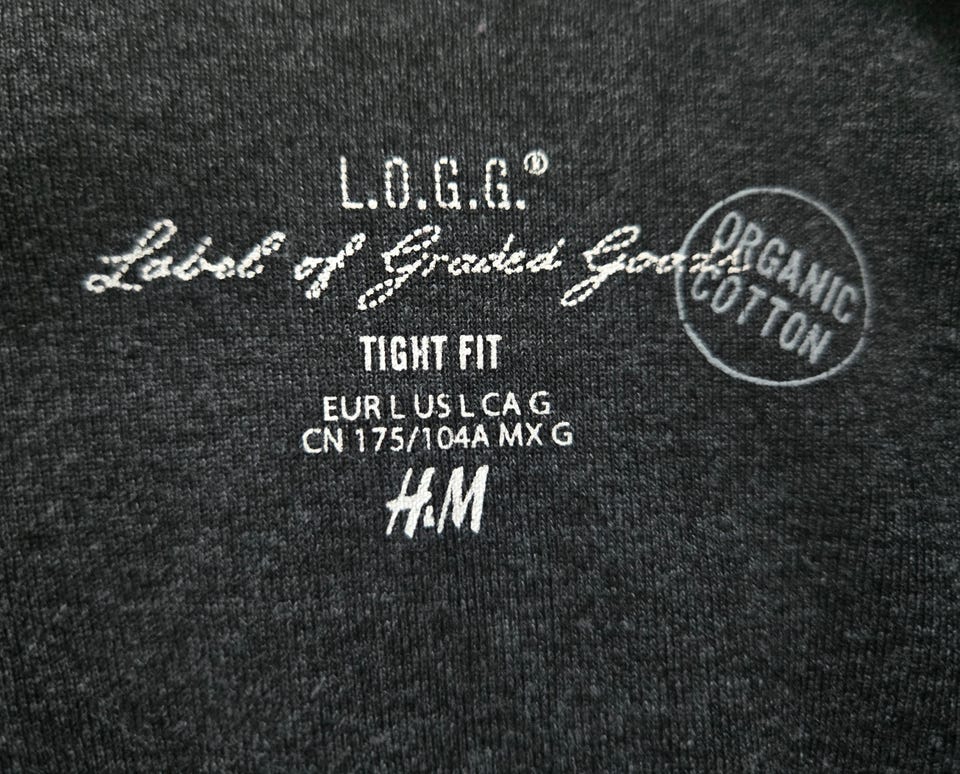 L.O.G.G.®
Label of Graded Goods
ORGANIC
COTTON
TIGHT FIT
EUR L US L CA G
CN 175/104A MX G
H&M